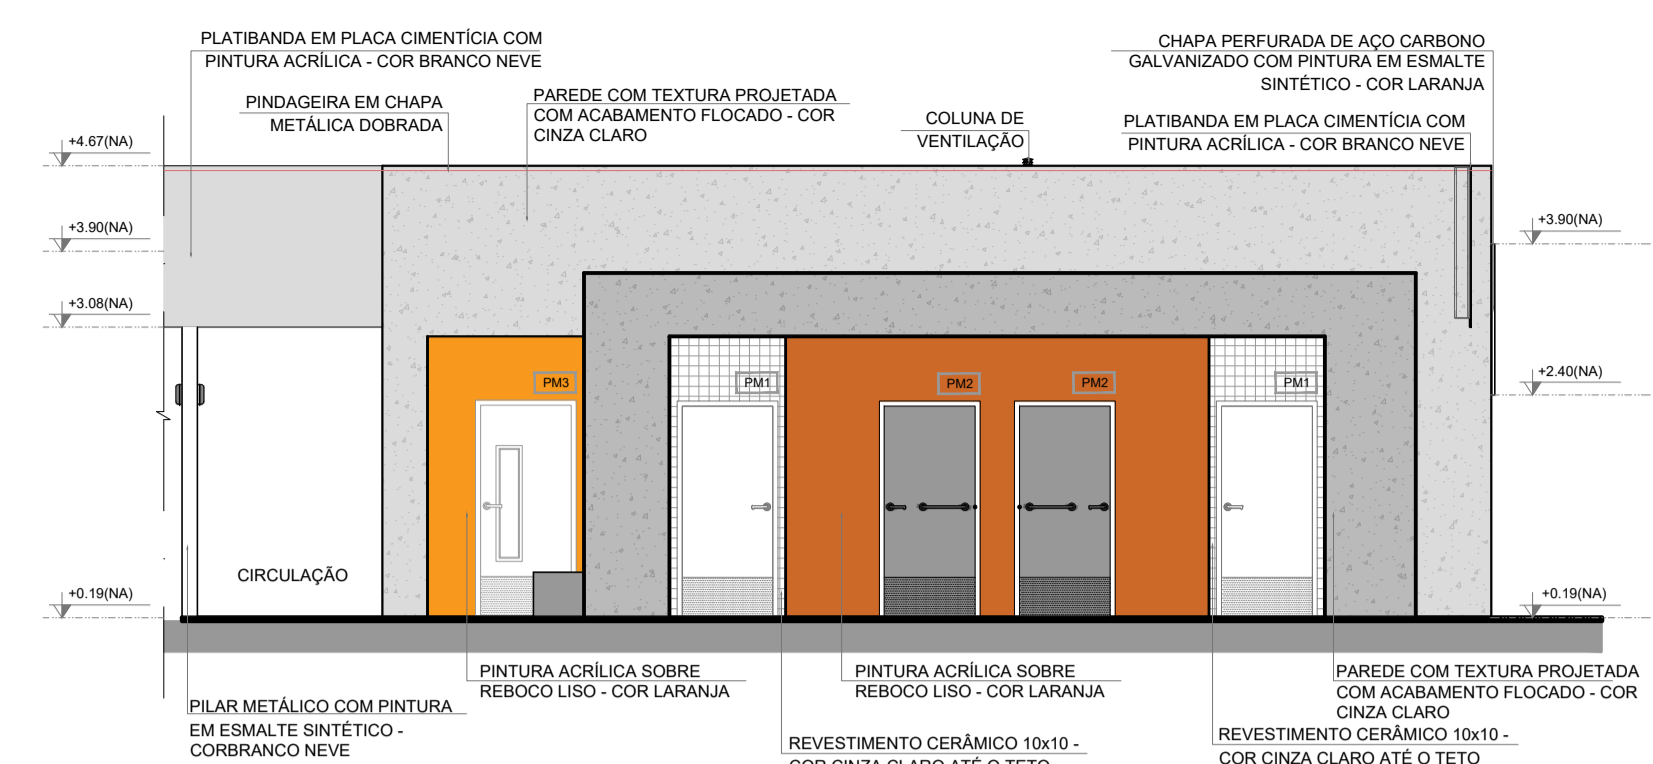 PLATIBANDA EM PLACA CIMENTÍCIA COM
PINTURA ACRÍLICA - COR BRANCO NEVE
PINDAGEIRA EM CHAPA
METÁLICA DOBRADA
PAREDE COM TEXTURA PROJETADA
COM ACABAMENTO FLOCADO - COR
CINZA CLARO
COLUNA DE
VENTILAÇÃO
CHAPA PERFURADA DE AÇO CARBONO
GALVANIZADO COM PINTURA EM ESMALTE
SINTÉTICO - COR LARANJA
PLATIBANDA EM PLACA CIMENTÍCIA COM
PINTURA ACRÍLICA - COR BRANCO NEVE
+4.67(NA)
+3.90(NA)
+3.08(NA)
+0.19(NA)
+3.90(NA)
+2.40(NA)
+0.19(NA)
PM3
PM1
PM2
PM2
PM1
CIRCULAÇÃO
PILAR METÁLICO COM PINTURA
EM ESMALTE SINTÉTICO -
CORBRANCO NEVE
PINTURA ACRÍLICA SOBRE
REBOCO LISO - COR LARANJA
REVESTIMENTO CERÂMICO 10x10 -
COR CINZA CLARO ATÉ O TETO
PINTURA ACRÍLICA SOBRE
REBOCO LISO - COR LARANJA
REVESTIMENTO CERÂMICO 10x10 -
COR CINZA CLARO ATÉ O TETO
PAREDE COM TEXTURA PROJETADA
COM ACABAMENTO FLOCADO - COR
CINZA CLARO